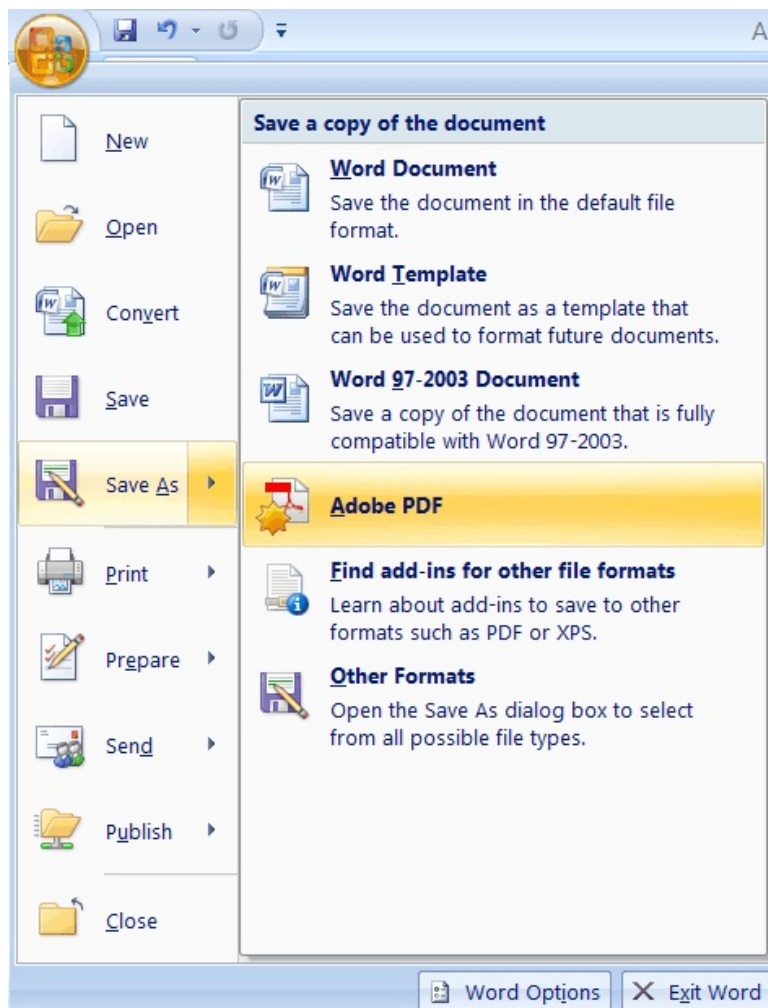 A
New
Open
Convert
Save
Save As
Print
Prepare
Send
Publish
Close
Save a copy of the document
Word Document
Save the document in the default file
format.
Word Template
Save the document as a template that
can be used to format future documents.
Word 97-2003 Document
Save a copy of the document that is fully
compatible with Word 97-2003.
Adobe PDF
Find add-ins for other file formats
Learn about add-ins to save to other
formats such as PDF or XPS.
Other Formats
Open the Save As dialog box to select
from all possible file types.
Word Options
Exit Word